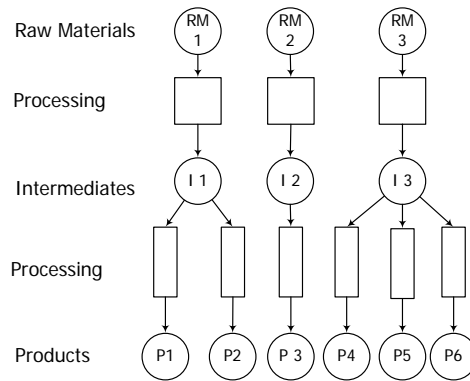 Raw Materials
RM
1
RM
2
RM
3
Processing
Intermediates
I 1
I 2
I 3
Processing
Products
P1
P2
P 3
P4
P5
P6